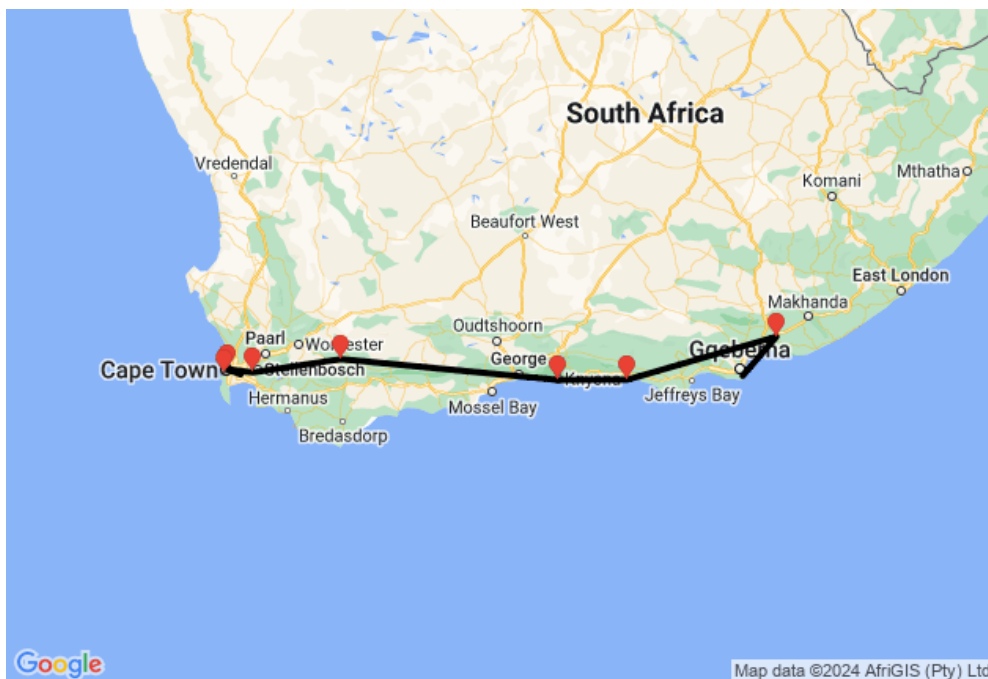 South Africa
Vredendal
Mthatha
Komani
Beaufort West
East London
Makhanda
Oudtshoorn
Paarl
Worcester
George
Gqeberha
Cape Town
Stellenbosch
Knysna
Hermanus
Mossel Bay
Jeffreys Bay
Bredasdorp
Google
Map data ©2024 AfriGIS (Pty) Ltd